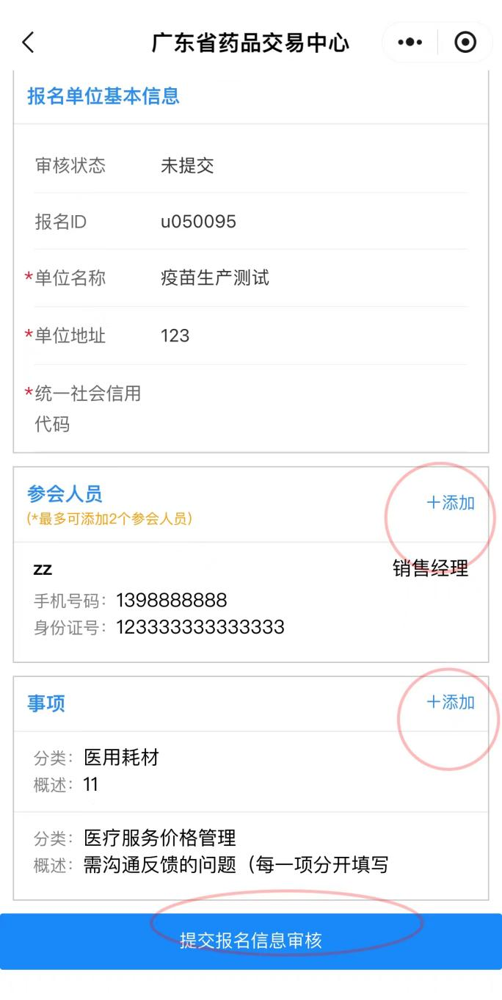 广东省药品交易中心
报名单位基本信息
审核状态 未提交
报名ID u050095
*单位名称 疫苗生产测试
*单位地址 123
*统一社会信用
代码
参会人员 +添加
(*最多可添加2个参会人员)
zz 销售经理
手机号码: 1398888888
身份证号: 123333333333333
事项 +添加
分类: 医用耗材
概述: 11
分类: 医疗服务价格管理
概述: 需沟通反馈的问题（每一项分开填写
提交报名信息审核